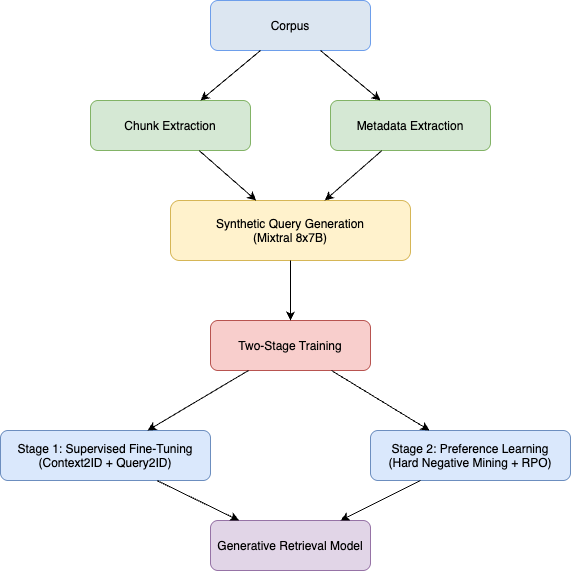 Corpus
Chunk Extraction
Metadata Extraction
Synthetic Query Generation
(Mixtral 8x7B)
Two-Stage Training
Stage 1: Supervised Fine-Tuning
(Context2ID + Query2ID)
Stage 2: Preference Learning
(Hard Negative Mining + RPO)
Generative Retrieval Model